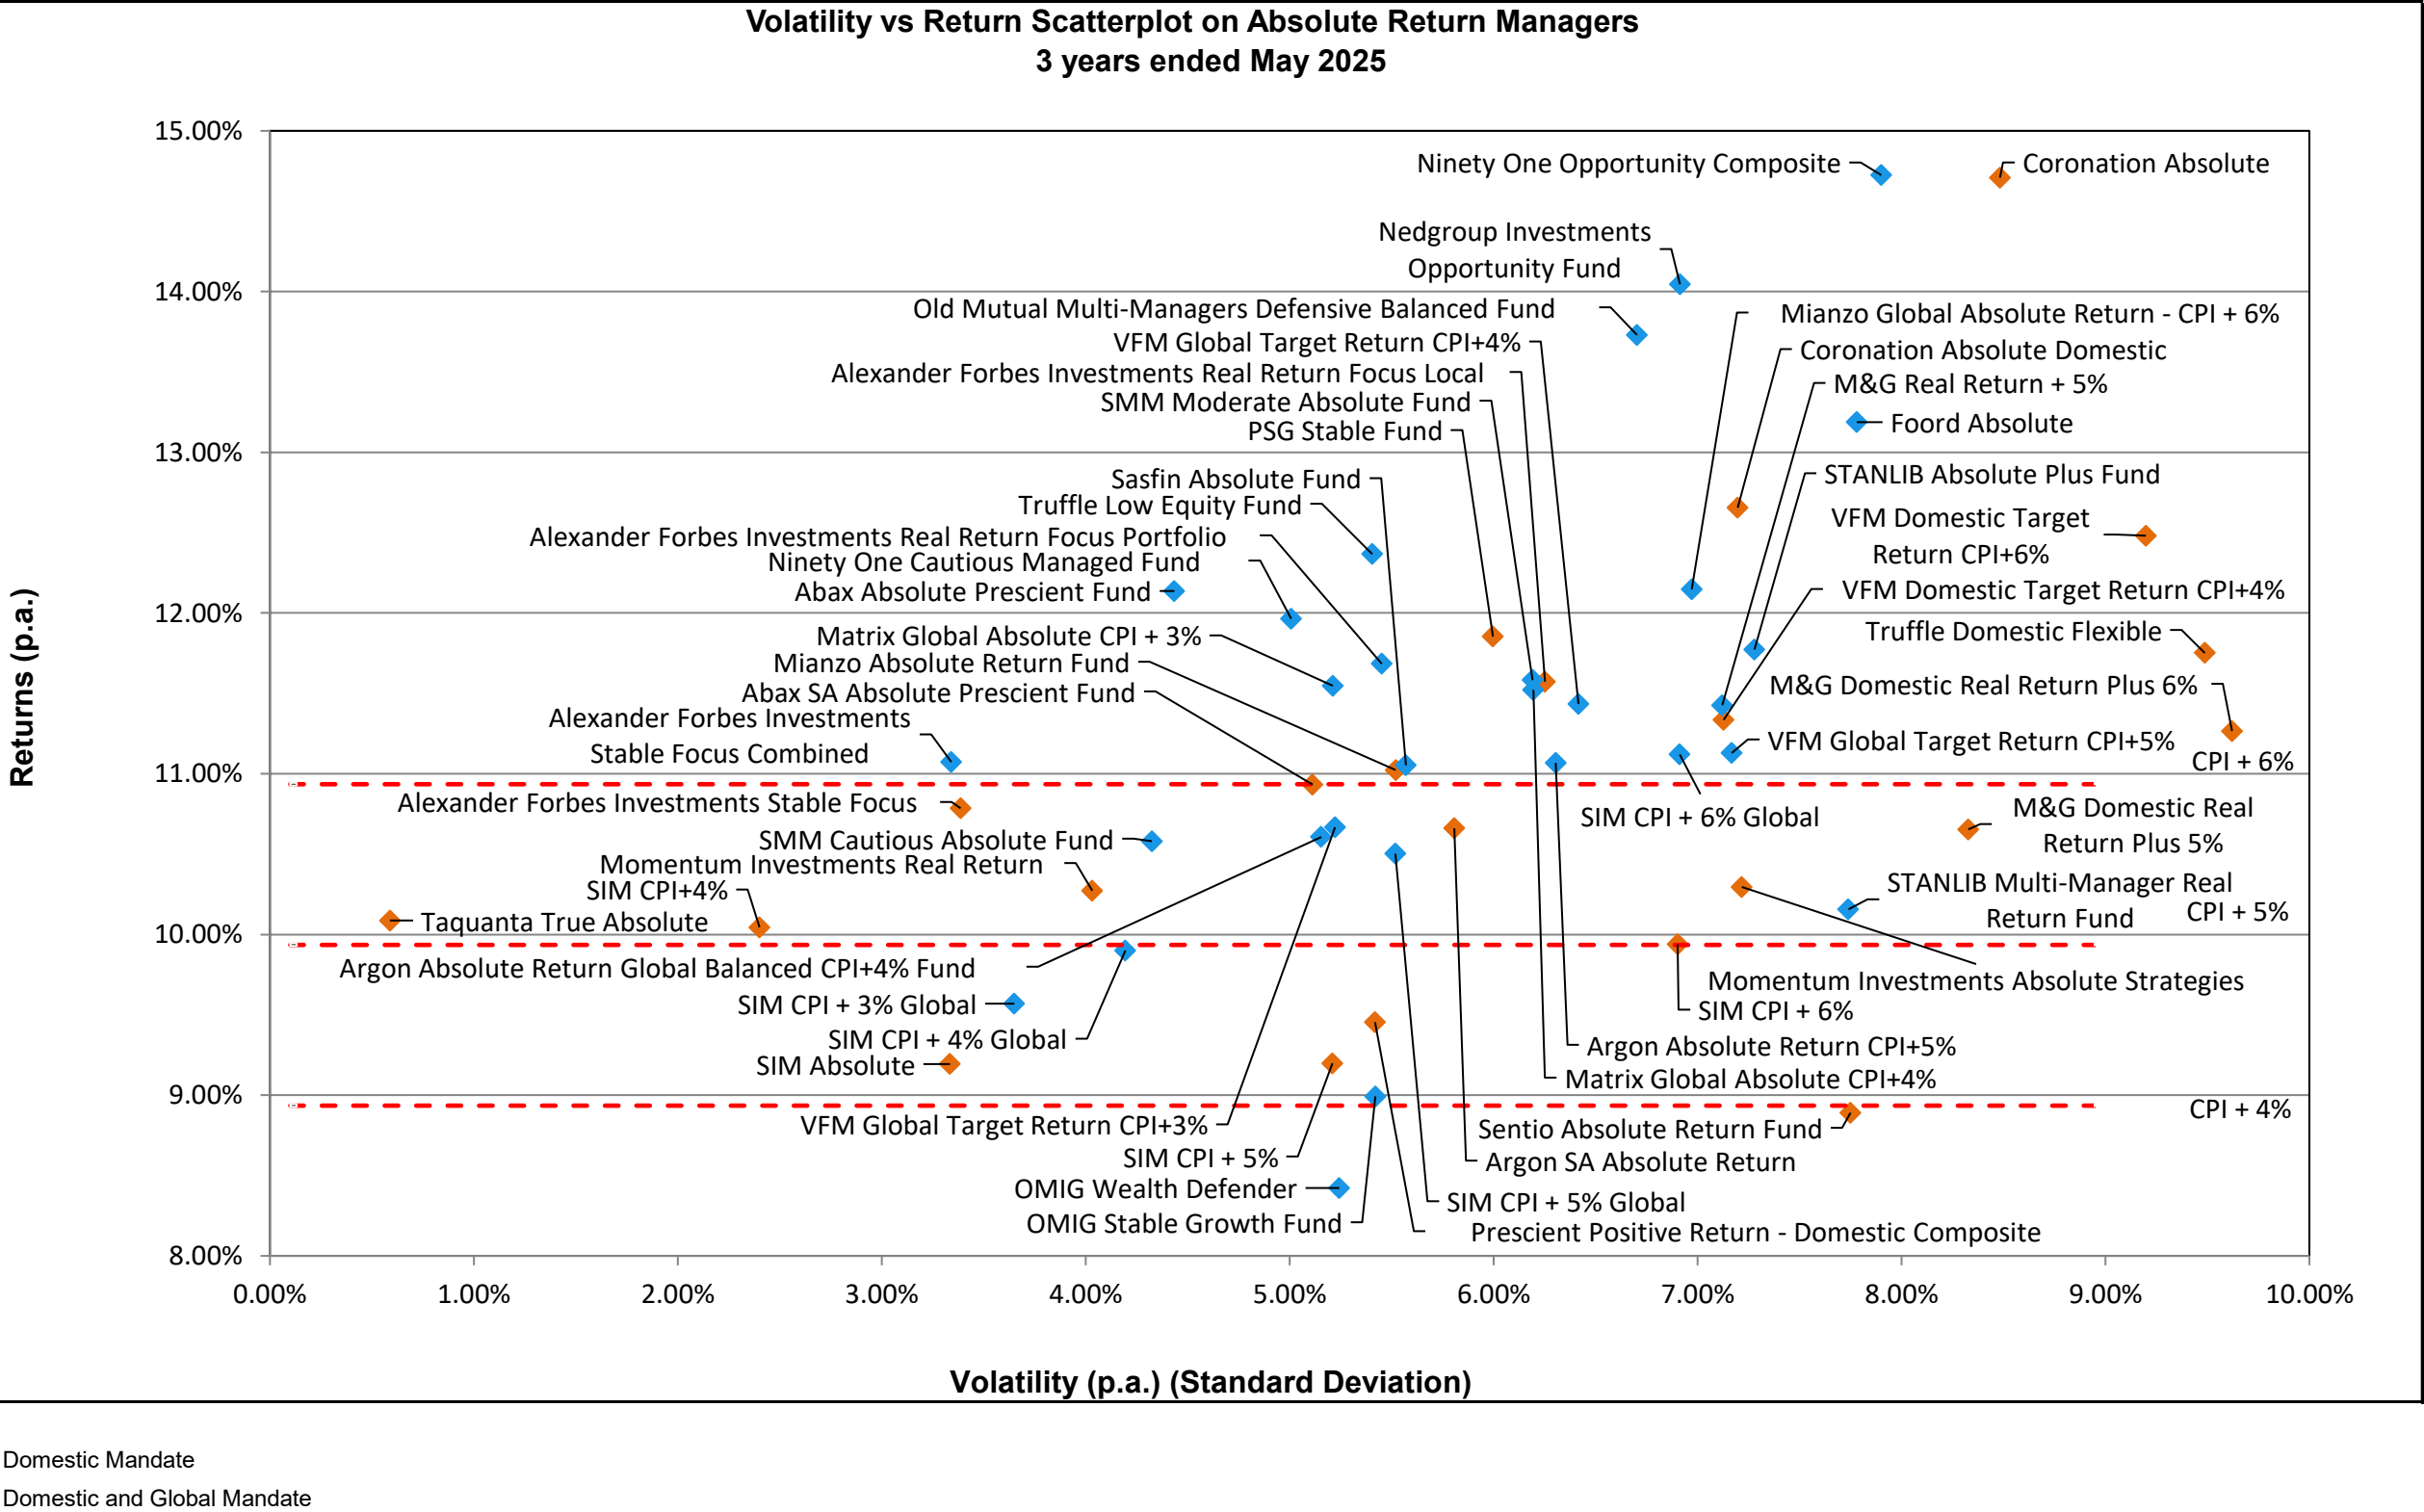 Volatility vs Return Scatterplot on Absolute Return Managers
3 years ended May 2025
Returns (p.a.)
15.00%
14.00%
13.00%
12.00%
11.00%
10.00%
9.00%
8.00%
Ninety One Opportunity Composite
Coronation Absolute
Nedgroup Investments
Opportunity Fund
Old Mutual Multi-Managers Defensive Balanced Fund
Mianzo Global Absolute Return - CPI + 6%
VFM Global Target Return CPI+4%
Coronation Absolute Domestic
Alexander Forbes Investments Real Return Focus Local
M&G Real Return + 5%
SMM Moderate Absolute Fund
Foord Absolute
PSG Stable Fund
Sasfin Absolute Fund
STANLIB Absolute Plus Fund
Truffle Low Equity Fund
VFM Domestic Target
Return CPI+6%
Alexander Forbes Investments Real Return Focus Portfolio
Ninety One Cautious Managed Fund
Abax Absolute Prescient Fund
VFM Domestic Target Return CPI+4%
Matrix Global Absolute CPI + 3%
Truffle Domestic Flexible
Mianzo Absolute Return Fund
Abax SA Absolute Prescient Fund
M&G Domestic Real Return Plus 6%
Alexander Forbes Investments
Stable Focus Combined
VFM Global Target Return CPI+5%
CPI + 6%
Alexander Forbes Investments Stable Focus
SIM CPI + 6% Global
M&G Domestic Real
Return Plus 5%
SMM Cautious Absolute Fund
Momentum Investments Real Return
SIM CPI+4%
STANLIB Multi-Manager Real
Return Fund
CPI + 5%
Taquanta True Absolute
Argon Absolute Return Global Balanced CPI+4% Fund
Momentum Investments Absolute Strategies
SIM CPI + 3% Global
SIM CPI + 6%
SIM CPI + 4% Global
Argon Absolute Return CPI+5%
SIM Absolute
Matrix Global Absolute CPI+4%
CPI + 4%
VFM Global Target Return CPI+3%
Sentio Absolute Return Fund
SIM CPI + 5%
Argon SA Absolute Return
OMIG Wealth Defender
SIM CPI + 5% Global
OMIG Stable Growth Fund
Prescient Positive Return - Domestic Composite
0.00% 1.00% 2.00% 3.00% 4.00% 5.00% 6.00% 7.00% 8.00% 9.00% 10.00%
Volatility (p.a.) (Standard Deviation)
Domestic Mandate
Domestic and Global Mandate